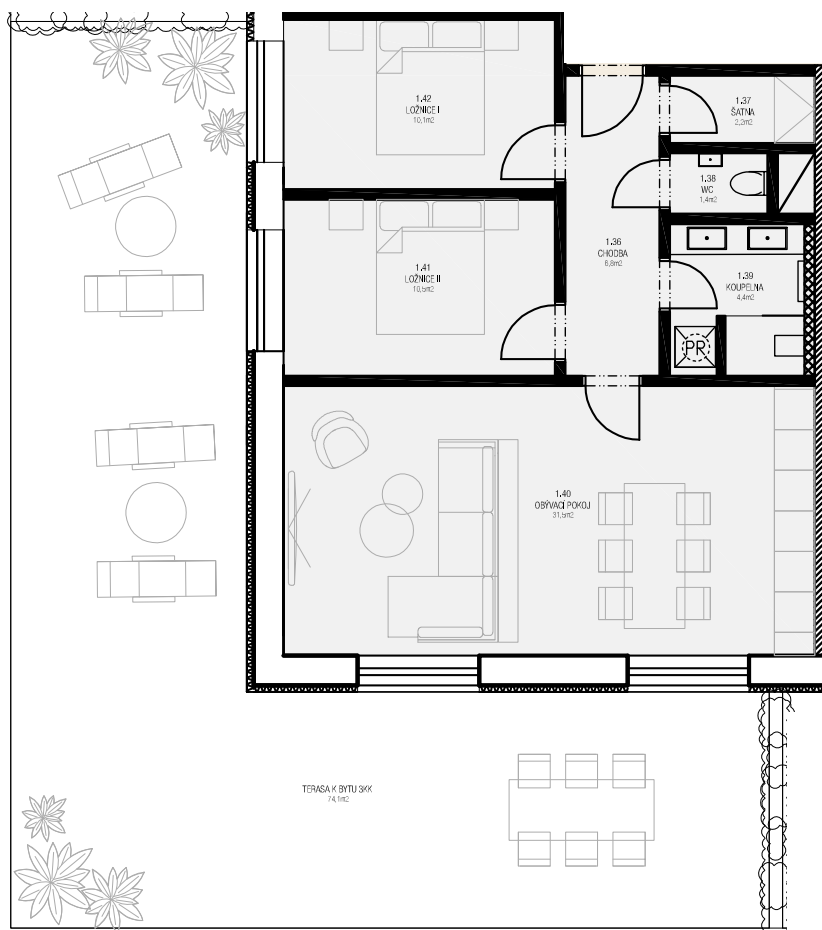 1.42
LOŽNICE I
10,1m2
1.37
ŠATNA
2,2m2
1.38
WC
1,4m2
1.36
CHODBA
6,8m2
1.41
LOŽNICE II
10,5m2
1.39
KOUPELNA
4,4m2
PR
1.40
OBÝVACÍ POKOJ
31,5m2
TERASA K BYTU 3KK
74,1m2